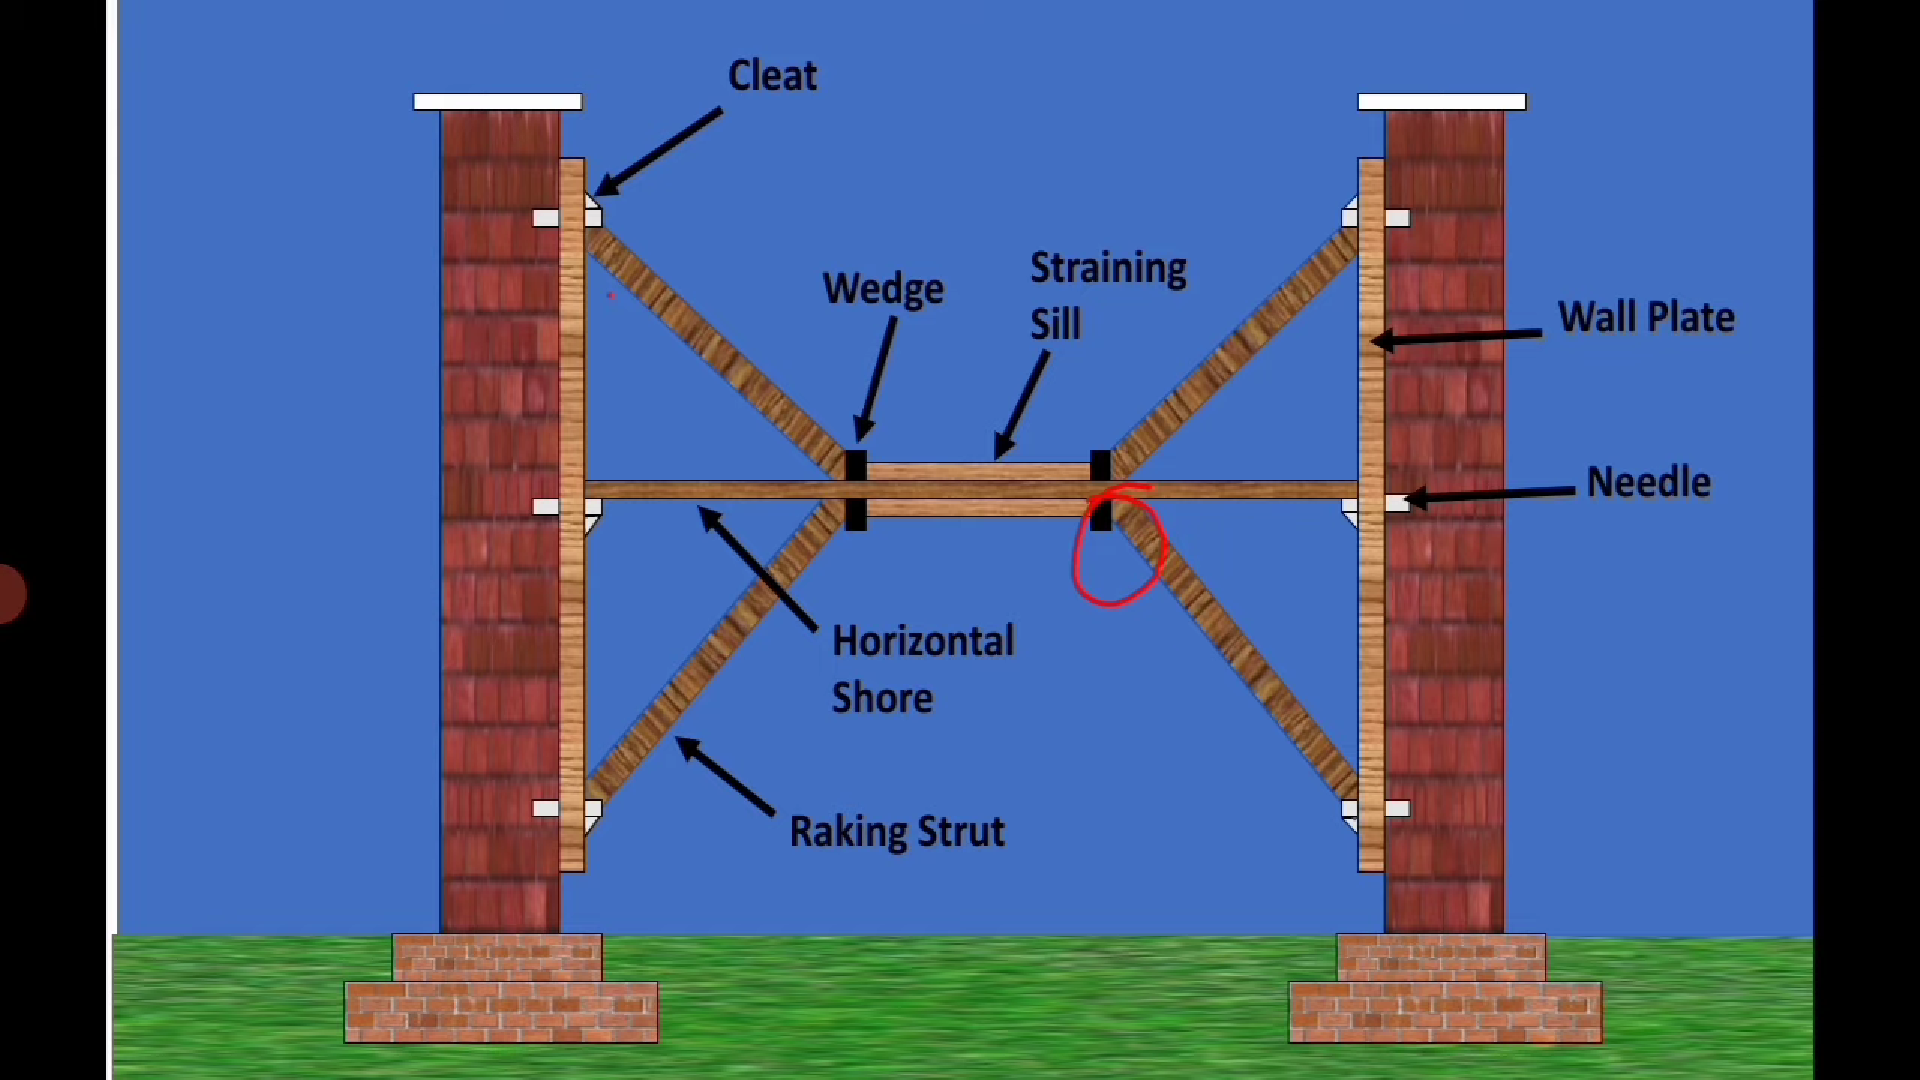 Cleat
Wedge
Straining
Sill
Wall Plate
Needle
Horizontal
Shore
Raking Strut